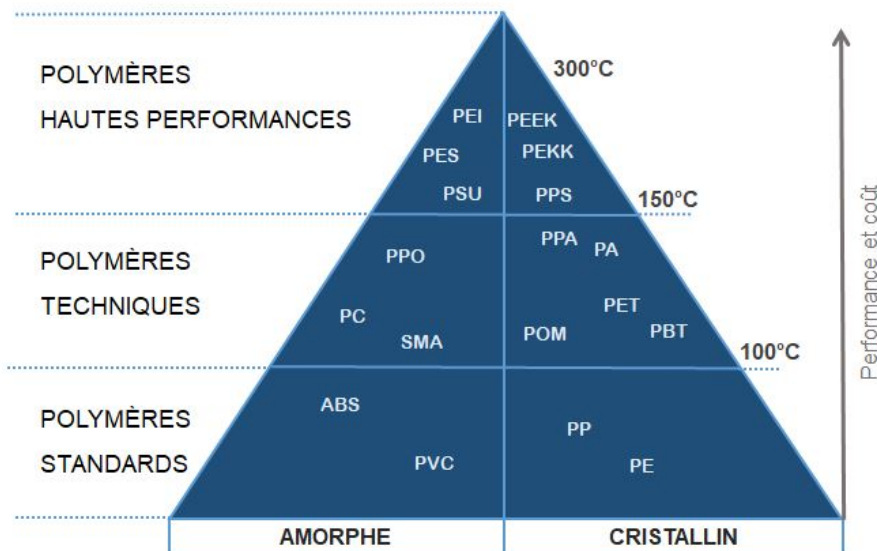 POLYMÈRES
HAUTES PERFORMANCES
300°C
PEI
PEEK
PES
PEKK
PSU
PPS
150°C
POLYMÈRES
TECHNIQUES
PPO
PPA
PA
PC
SMA
POM
PET
PBT
100°C
POLYMÈRES
STANDARDS
ABS
PVC
PP
PE
AMORPHE
CRISTALLIN
Performance et coût